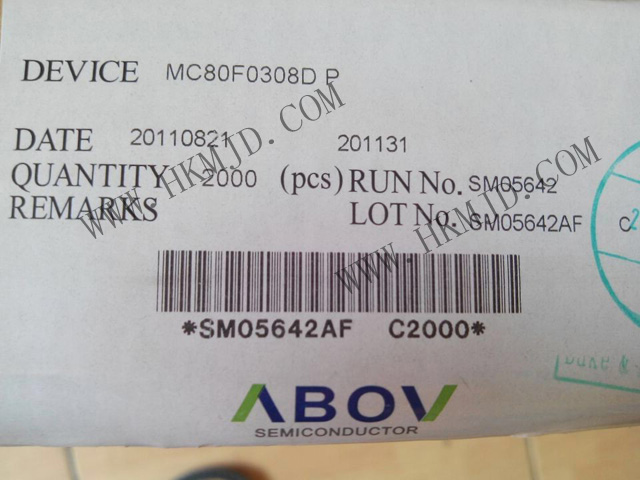 DEVICE MC80F0308D P
DATE 20110821 201131
QUANTITY 2000 (pcs) RUN No. SM05642
REMARKS LOT No. SM05642AF
WWW.HKMJD.COM
WWW.HKMJD.COM
*SM05642AF C2000*
ABOV
SEMICONDUCTOR